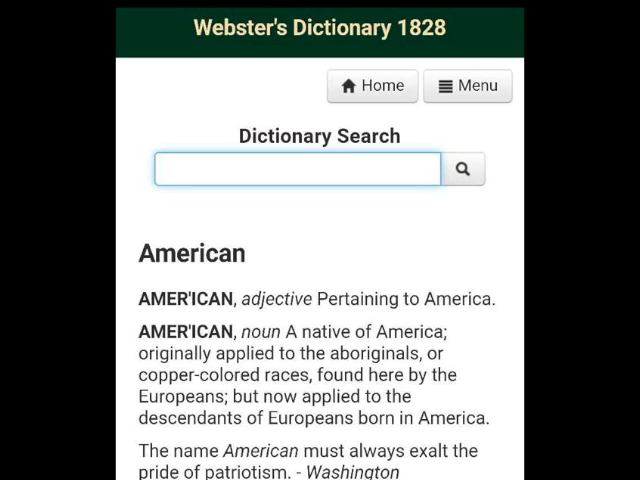 Webster's Dictionary 1828
Home Menu
Dictionary Search
American
AMER'ICAN, adjective Pertaining to America.
AMER'ICAN, noun A native of America;
originally applied to the aboriginals, or
copper-colored races, found here by the
Europeans; but now applied to the
descendants of Europeans born in America.
The name American must always exalt the
pride of patriotism. - Washington